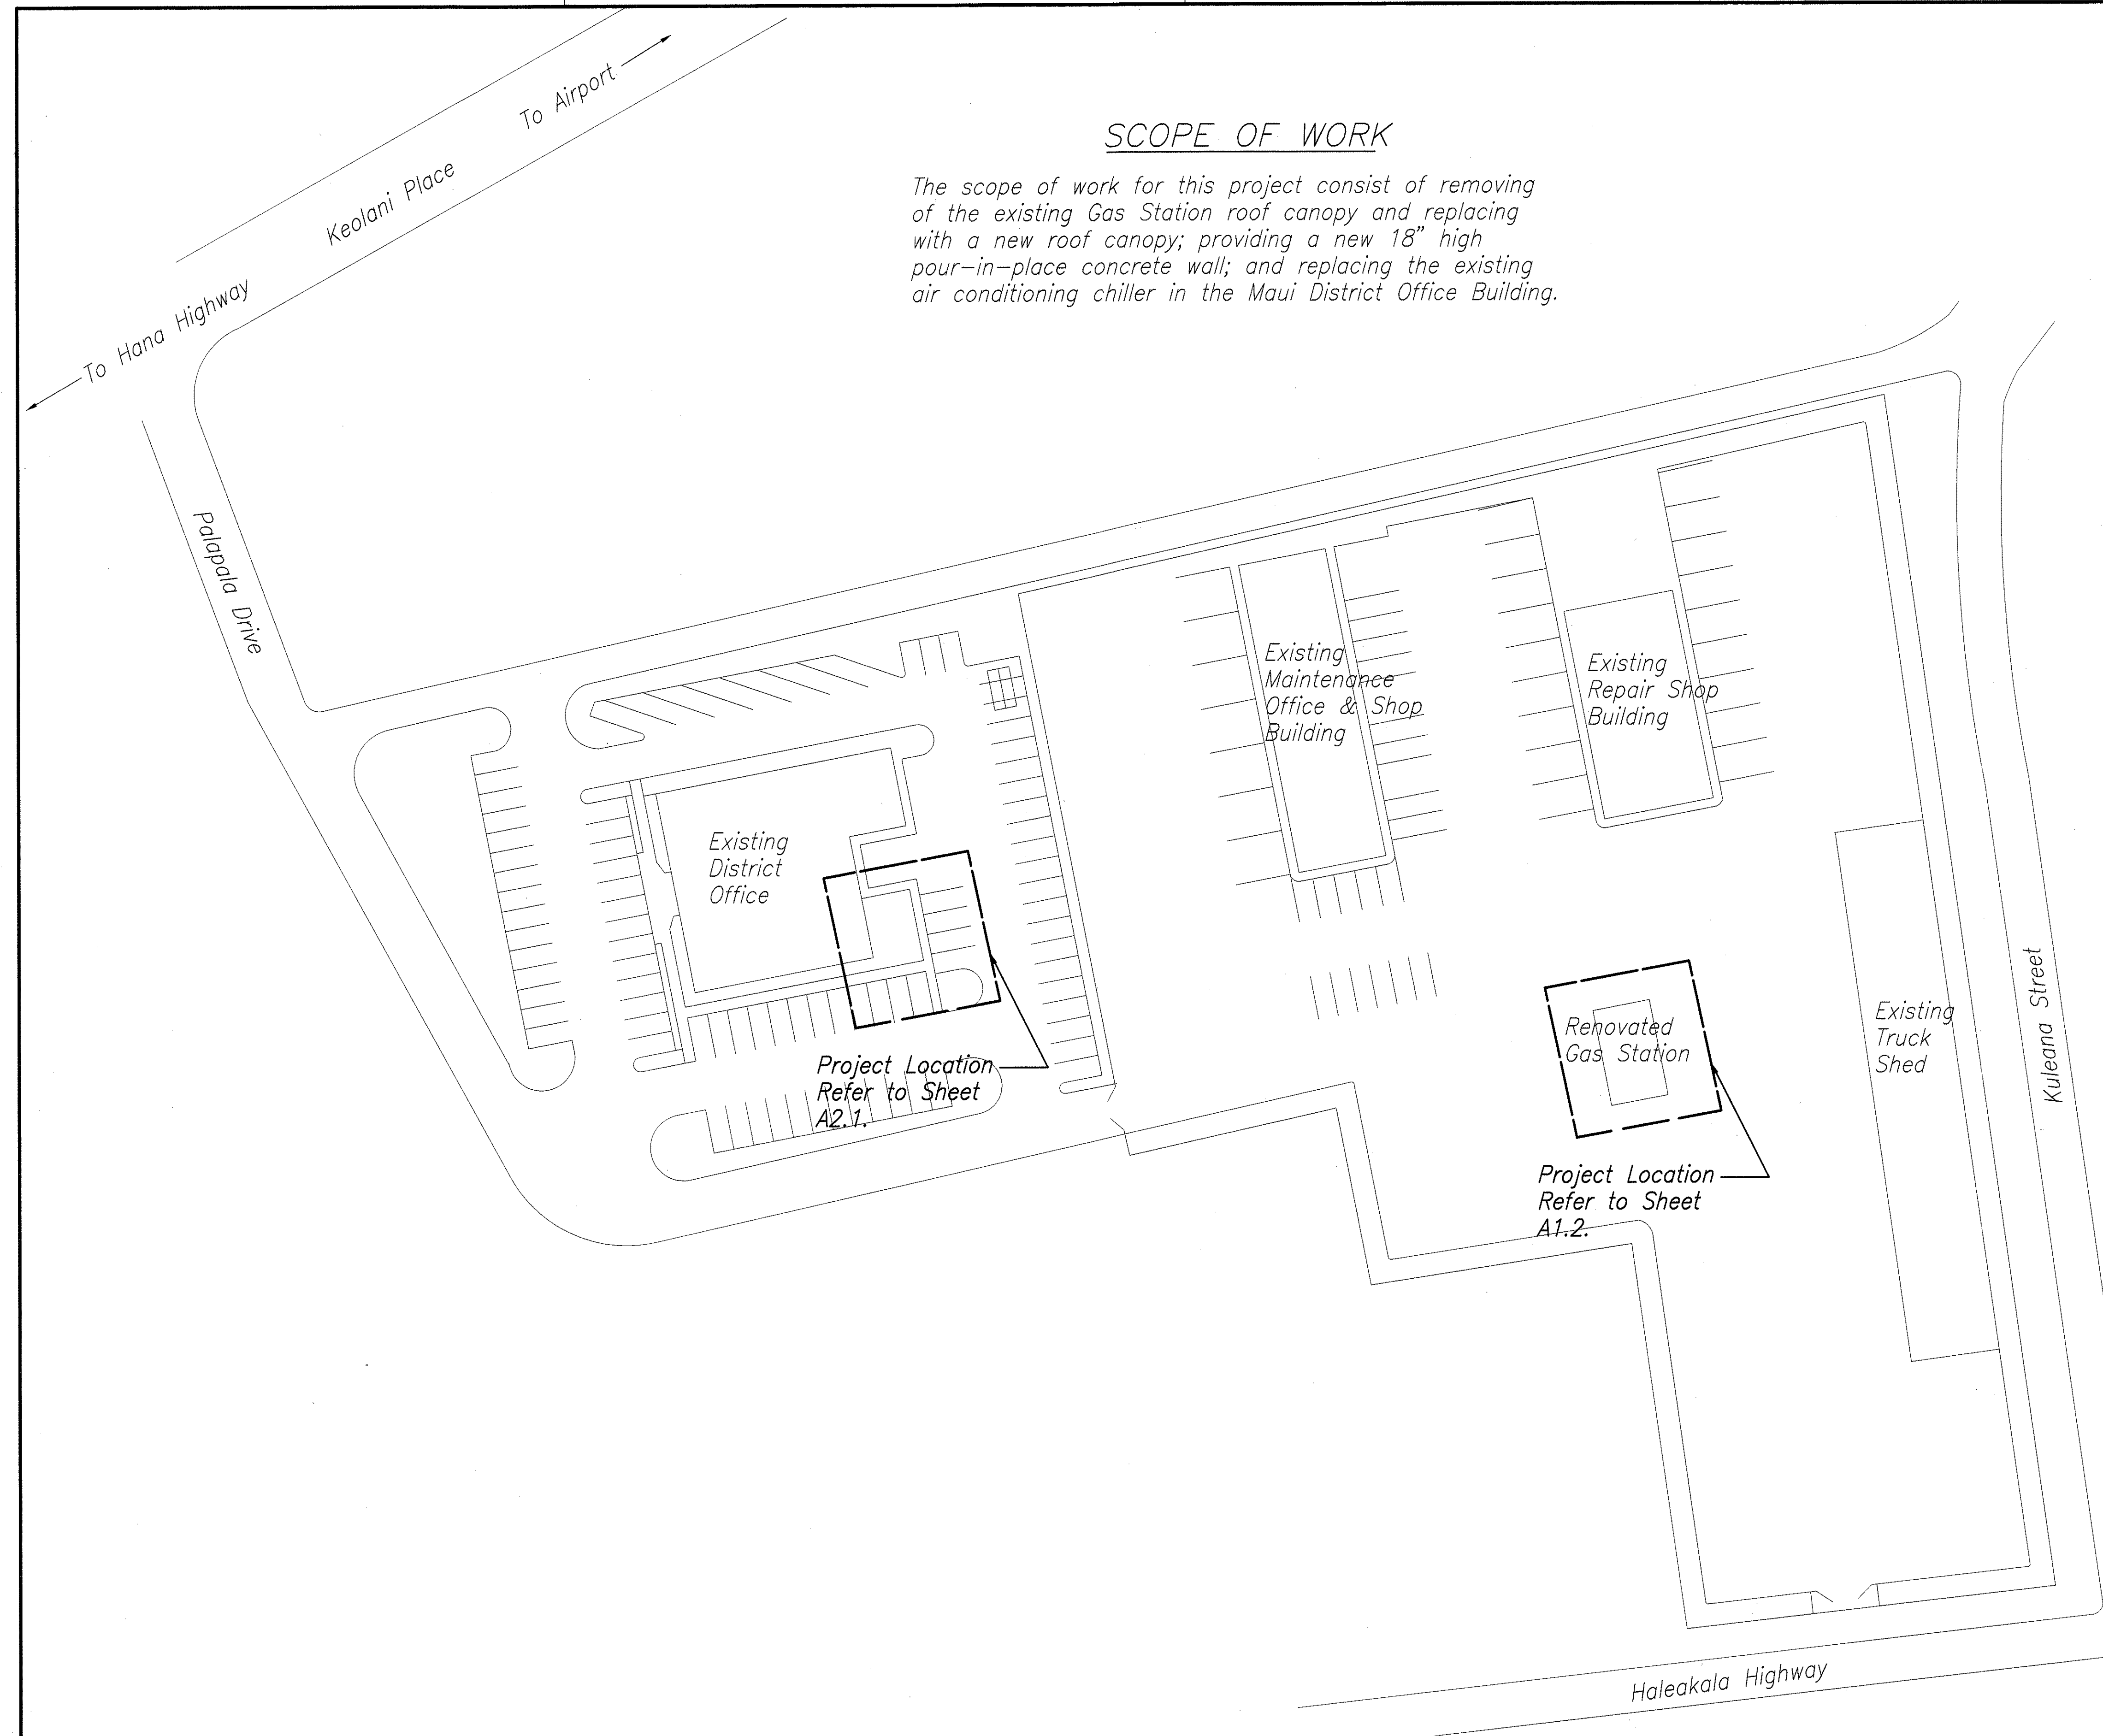 To Airport
Keolani Place
To Hana Highway
SCOPE OF WORK
The scope of work for this project consist of removing
of the existing Gas Station roof canopy and replacing
with a new roof canopy; providing a new 18" high
pour-in-place concrete wall; and replacing the existing
air conditioning chiller in the Maui District Office Building.
Palapala Drive
Existing
Maintenance
Office & Shop
Building
Existing
Repair Shop
Building
Existing
District
Office
Renovated
Gas Station
Existing
Truck
Shed
Kuleana Street
Project Location
Refer to Sheet
A2.1.
Project Location
Refer to Sheet
A1.2.
Haleakala Highway